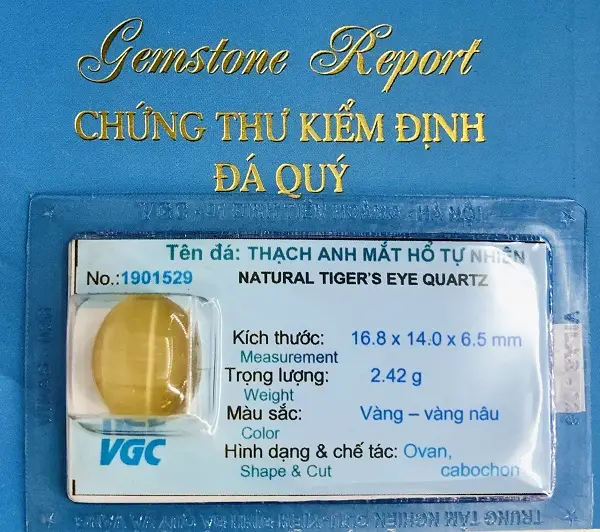 Gemstone Report
CHỨNG THƯ KIỂM ĐỊNH
ĐÁ QUÝ
Tên đá: THẠCH ANH MẮT HỔ TỰ NHIÊN
No.:1901529 NATURAL TIGER'S EYE QUARTZ
Kích thước: 16.8 x 14.0 x 6.5 mm
Measurement
Trọng lượng: 2.42 g
Weight
Màu sắc: Vàng – vàng nâu
Color
Hình dạng & chế tác: Ovan,
Shape & Cut cabochon
VGC